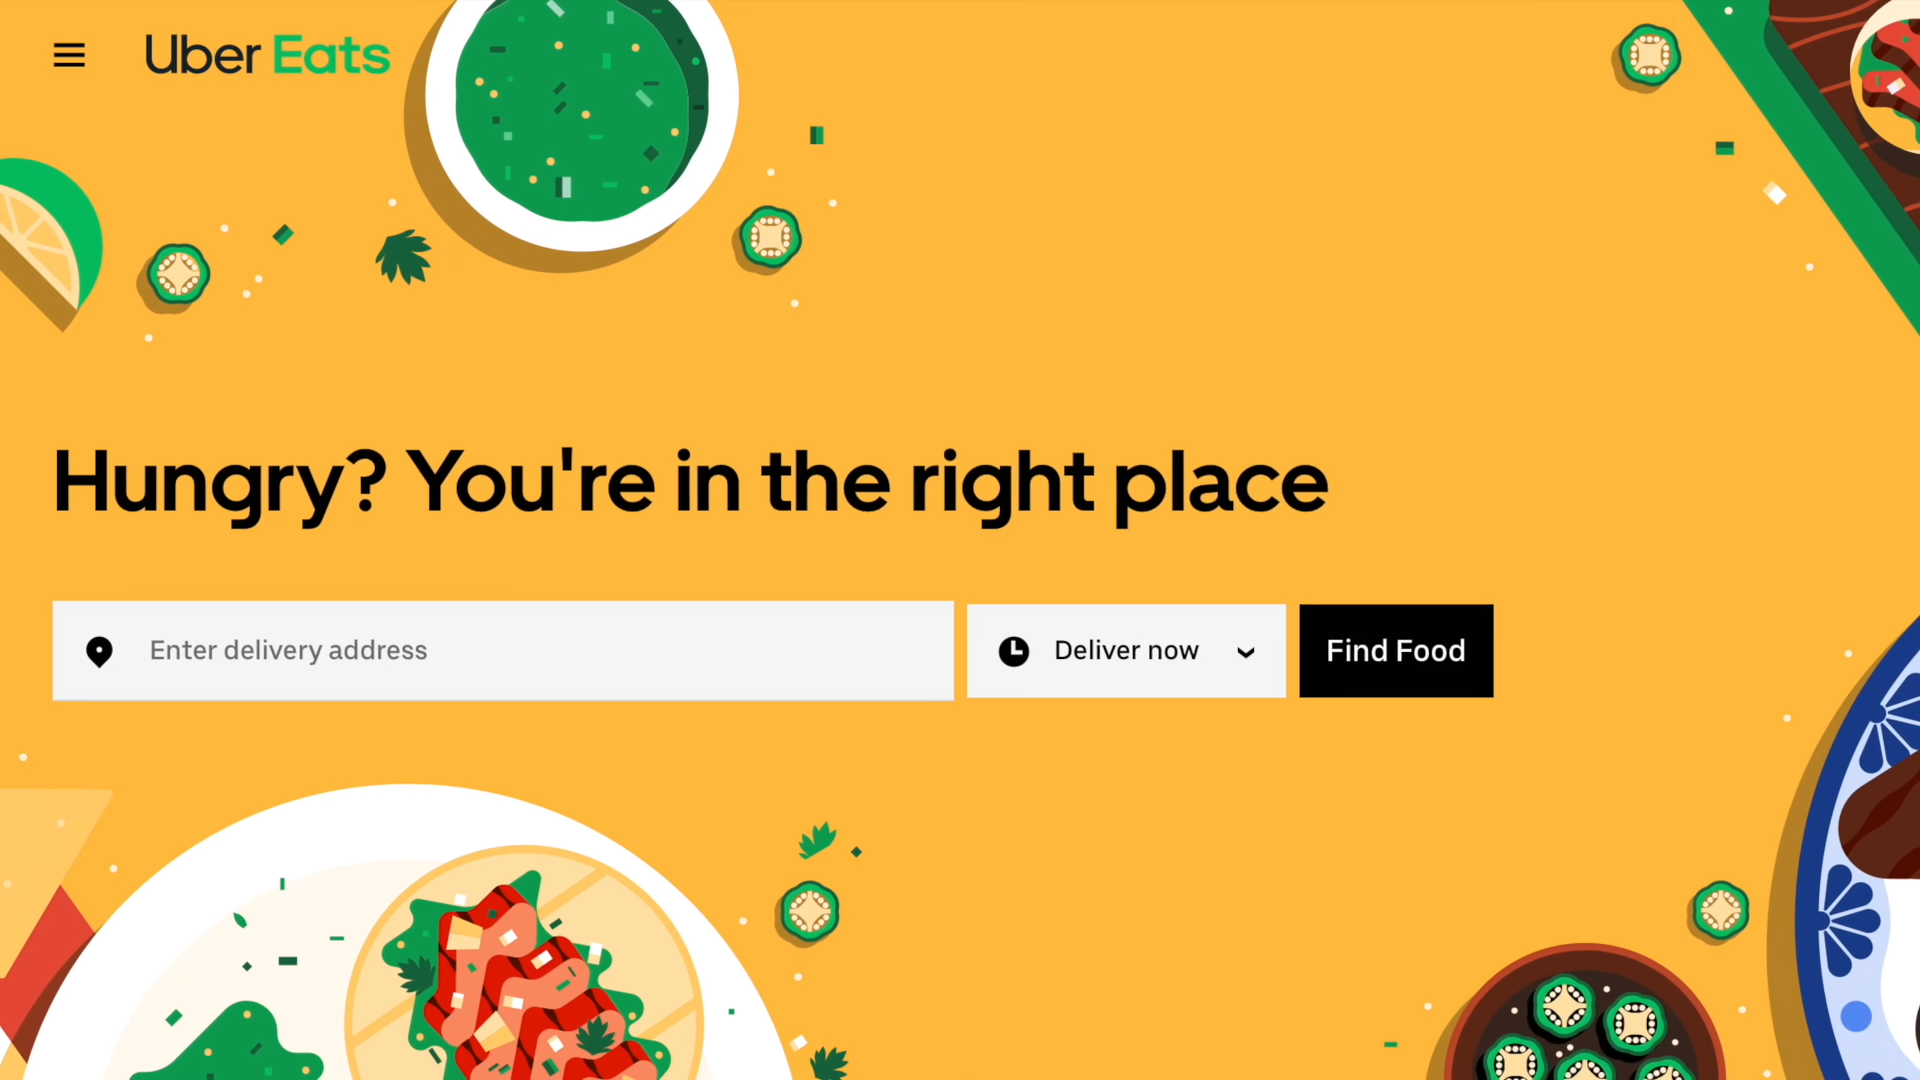 Uber Eats
Hungry? You're in the right place
Enter delivery address
Deliver now
Find Food